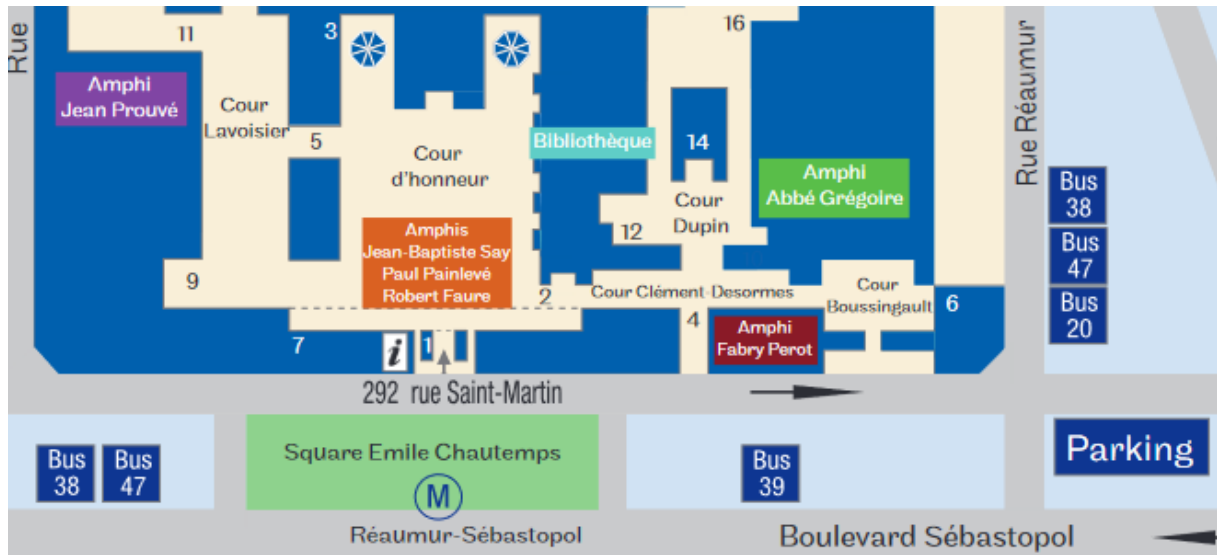 Rue
11
3
16
Rue Réaumur
Amphi
Jean Prouvé
Cour
Lavoisier
5
Cour
d'honneur
Bibliothèque
14
Amphi
Abbé Grégoire
Bus
38
Amphis
Jean-Baptiste Say
Paul Painlevé
Robert Faure
12
Cour
Dupin
Bus
47
9
2
Cour Clément-Desormes
Cour
Boussingault
6
Bus
20
7
i
1
4
Amphi
Fabry Perot
292 rue Saint-Martin
Bus
38
Bus
47
Square Emile Chautemps
M
Bus
39
Parking
Réaumur-Sébastopol
Boulevard Sébastopol